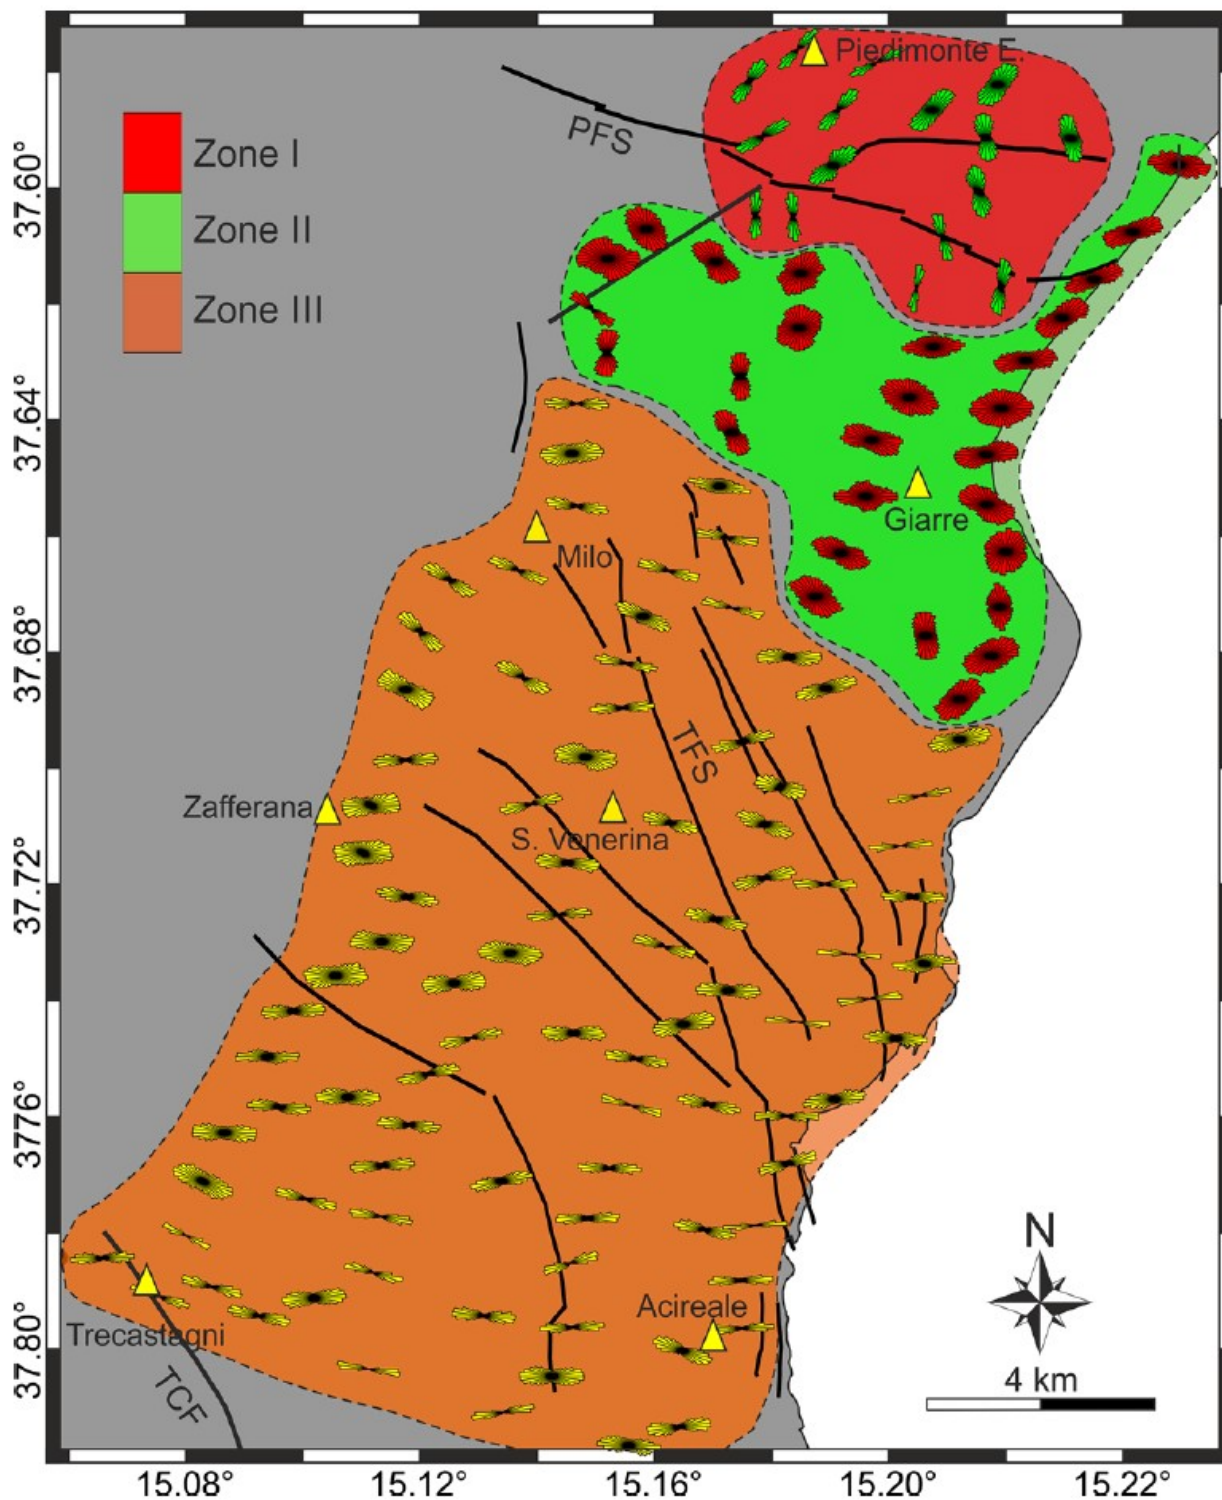 Piedimonte E.
PFS
Zone I
Zone II
Zone III
37.60°
37.64°
37.68°
37.72°
3776°
37.80°
Giarre
Milo
TFS
Zafferana
S. Venerina
N
4 km
Acireale
Trecastagni
TCF
15.08°
15.12°
15.16°
15.20°
15.22°